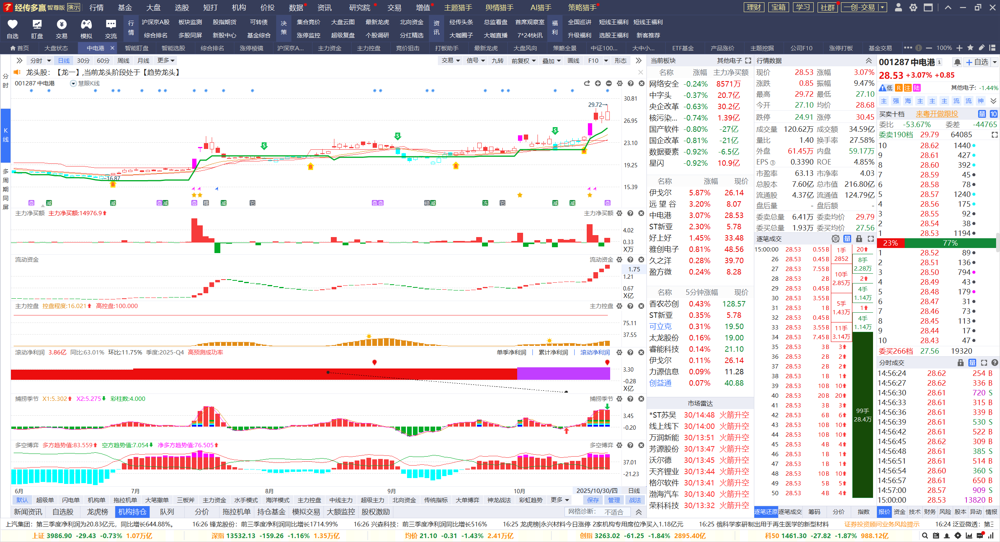 经传多赢 智尊版 演示 行情 基金 大盘 选股 短打 机构 价投 数据 资讯 研究院 交易 增值 主题猎手 舆情猎手 AI猎手 策略猎手 理财 宝箱 学习 社群 一创-交易
自选 盯盘 交易 模拟 交流
行情 沪深京A股 板块监测 股指期货 可转债 决策 集合竞价 大盘云图 最新龙虎 北向资金 资讯 经传头条 总监看盘 首席观察室 福利 全国巡讲 短线王福利 短线王福利
综合排名 多股同屏 新股中心 基金综合 涨停监控 超级复盘 个股调研 分红精选 大咖圈子 大咖直播 7*24快讯 升级福利 选股王福利 新客推荐
首页 大盘状态 中电港 智能盯盘 智能选股 综合排名 涨停棱镜 沪深京A... 主力资金 主力控盘 竞价狙击 打板助手 最新龙虎 大盘风向 策略全景 中证100... 大中小... ETF基金 产品涨价 主题挖掘 公司F10 涨停打板 基金交易 100%
分时 日线 30分 60分 周线 月线 更多 交易 信号 九转 前复权 叠加 画线 F10 形态
分时
K线
多周期同屏
龙头股：【龙一】,当前龙头阶段处于【趋势龙头】
001287 中电港 慧眼K线
30.81
29.72→
26.95
23.10
19.25
←16.87
15.39
主力净买额 主力净买额:14976.9 主力净买额
4.02
0.33
X万
流动资金 流动资金
1.75
1.21
0.67
X亿
主力控盘 控盘程度:16.021 高控盘:100.000 主力控盘
75.11
37.55
滚动净利润 3.86亿 同比:63.01% 环比:11.75% 季度:2025-Q4 高预测成功率 单季净利润 累计净利润 滚动净利润
3.30
-0.28
X亿
捕捞季节 X1:5.302 X2:5.275 彩柱数:4.000 捕捞季节
3.45
-0.20
多空博弈 多方趋势值:83.559 空方趋势值:7.054 净多方趋势值:76.505 多空博弈
37.01
-21.23
6月 7月 8月 9月 10月 2025/10/30/四 日线
默认 超级单 闪电单 机构单 拖拉机单 大笔撤单 三板斧 主力资金 水手模式 海洋模式 主力控盘 中线主力 超级主力 北向资金 传统指标 大单博弈 神龙战法 彩虹趋势 更多 保存 管理 战法
新闻资讯 自选股 龙虎榜 机构持仓 队列 分价 拖拉机单 持仓基金 模拟交易 大额监控 股权激励 网格诊断： 不适合
当前板块 其他电子
名称 涨幅 主力净买额
网络安全 -0.24% 8571万
中字头 -0.37% 20.7亿
央企改革 -0.63% 30.2亿
核污染... -0.74% 1.39亿
国产软件 -0.80% -27亿
国企改革 -0.81% -21亿
数据要素 -0.92% -6.5亿
星闪 -0.92% 10.9亿
名称 涨幅 现价
伊戈尔 5.87% 26.14
远 望 谷 3.20% 8.07
中电港 3.07% 28.53
ST新亚 2.30% 5.78
好上好 1.45% 33.48
雅创电子 0.81% 48.56
久之洋 0.28% 39.70
盈方微 0.24% 8.28
名称 5分钟涨幅 现价
香农芯创 0.43% 128.57
ST新亚 0.35% 5.78
可立克 0.31% 19.50
太龙股份 0.16% 19.00
睿能科技 0.14% 21.10
伊戈尔 0.11% 26.14
力源信息 0.09% 11.28
创益通 0.07% 40.88
市场雷达
*ST苏吴 30/14:48 火箭升空
线上线下 30/14:00 火箭升空
万润新能 30/13:51 火箭升空
芳源股份 30/13:47 火箭升空
沃尔德 30/13:45 火箭升空
天齐锂业 30/13:44 火箭升空
格尔软件 30/13:41 火箭升空
渤海汽车 30/13:40 火箭升空
荣科科技 30/13:32 火箭升空
行情数据
现价 28.53 涨幅 3.07%
涨跌 0.85 振幅 9.47%
最高 29.72 最低 27.10
今开 27.10 均价 28.68
跌停 24.91 涨停 30.45
成交量 120.62万 成交额 34.59亿
量比 1.40 换手率 27.58%
外盘 61.45万 内盘 59.17万
EPS③ 0.3390 ROE 4.85%
市盈率 63.13 市净率 4.03
总股本 7.60亿 总市值 216.80亿
流通股 4.37亿 流通值 124.79亿
盘后量 - 盘后额 -
委卖总量 6.41万 委卖均价 29.79
委买总量 1.93万 委买均价 27.56
逐笔成交 单 量
15:00:00 28.53 0.55B
26 28.53 0.45B
27 28.53 7.55B
28 28.53 2B
29 28.53 0.45B
30 28.53 3.55B
31 28.53 1B
32 28.53 0.45B
33 28.53 3.55B
34 28.53 7.45B
35 28.53 3B 3
36 28.53 2B 2
37 28.53 2B 2
38 28.53 1B 1
39 28.53 10B 10
40 28.53 20B 20
41 28.53 3B 3
42 28.53 6B 6
43 28.53 10B 10
44 28.53 10B 10
45 28.53 4B 4
46 28.53 1B 1
47 28.53 1B 1
48 28.53 10B 10
49 28.53 5B 5
50 28.53 4B 4
1手
2852
10手
2.85万
5手
1.43万
11手
3.14万
20
8手
2.28万
2
4手
1.14万
1
4手
1.14万
99手
28.4万
逐笔还原 逐笔成交 筹码 分价 指数
001287 中电港 自选
28.53 +3.07% +0.85
低 R 注 陆 其他电子: -1.44%
主 强 海 主 主 主 流 流 神
买卖十档 来粤开做跟投 量 10
委比 -53.67% 委差 -44765
委卖190档 29.79 64085
10 28.62 1440
9 28.61 427
8 28.60 392
7 28.59 45
6 28.58 78
5 28.57 1240
4 28.56 175
3 28.55 92
2 28.54 38
1 28.53 1194
23% 77%
1 28.52 89
2 28.51 136
3 28.50 794
4 28.49 43
5 28.48 179
6 28.47 31
7 28.46 73
8 28.45 113
9 28.44 17
10 28.43 47
委买266档 27.56 19320
分时成交 量
14:56:24 28.62 254 B
14:56:27 28.62 336 B
14:56:30 28.61 720 S
14:56:33 28.61 315 B
14:56:36 28.61 339 B
14:56:39 28.61 530 S
14:56:42 28.61 522 B
14:56:45 28.62 309 B
14:56:48 28.61 385 S
14:56:51 28.61 514 B
14:56:54 28.60 360 S
14:56:57 28.61 650 B
14:57:00 28.57 909 S
15:00:00 28.53 13820 B
报价 资金 技术 财务 风险 股本 异动 情报
上汽集团：第三季度净利润为20.83亿元，同比增长644.88%。 16:26 锋龙股份：前三季度净利润同比增长1714.99% 16:26 兴森科技：前三季度净利润同比增长516% 16:25 龙虎榜|永兴材料今日涨停 2家机构专用席位净买入1.18亿元 16:25 俄科学家研制出用于再生医学的新型材料 证券投资顾问业务风险提示 16:24 泛亚微透：第三
上证 3986.90 -29.43 -0.73% 1.07万亿 深指 13532.13 -159.26 -1.16% 1.35万亿 均价 21.10 -0.31 -1.43% 2.41万亿 创指 3263.02 -61.25 -1.84% 2895.40亿 科50 1461.30 -27.82 -1.87% 988.12亿